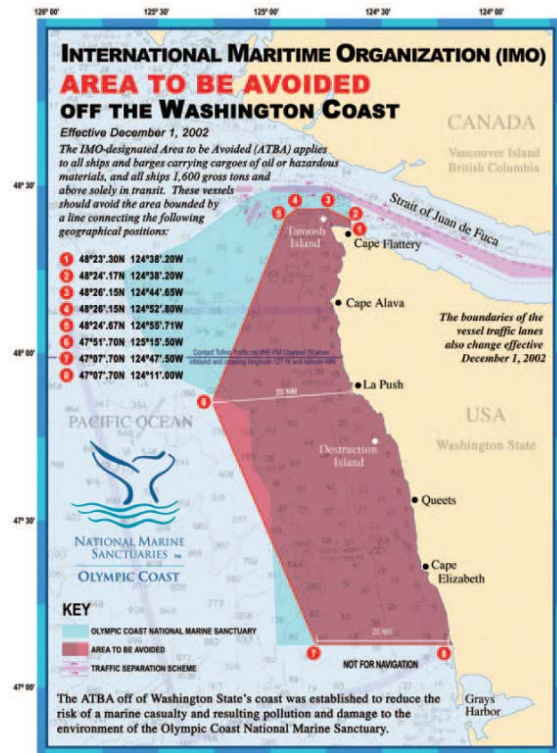 126° 00'
125° 30'
125° 00'
124° 30'
124° 00'
INTERNATIONAL MARITIME ORGANIZATION (IMO)
AREA TO BE AVOIDED
OFF THE WASHINGTON COAST
Effective December 1, 2002
The IMO-designated Area to be Avoided (ATBA) applies
to all ships and barges carrying cargoes of oil or hazardous
materials, and all ships 1,600 gross tons and
above solely in transit. These vessels
should avoid the area bounded by
a line connecting the following
geographical positions:
1 48°23'.30N 124°38'.20W
2 48°24'.17N 124°38'.20W
3 48°26'.15N 124°44'.65W
4 48°26'.15N 124°52'.80W
5 48°24'.67N 124°55'.71W
6 47°51'.70N 125°15'.50W
7 47°07'.70N 124°47'.50W
8 47°07'.70N 124°11'.00W
CANADA
Vancouver Island
British Columbia
48° 30'
Strait of Juan de Fuca
5
4
3
2
1
Tatoosh
Island
Cape Flattery
Cape Alava
The boundaries of the
vessel traffic lanes
also change effective
December 1, 2002
48° 00'
La Push
6
PACIFIC OCEAN
USA
Washington State
Destruction
Island
Queets
47° 30'
Cape
Elizabeth
NATIONAL MARINE
SANCTUARIES
OLYMPIC COAST
KEY
OLYMPIC COAST NATIONAL MARINE SANCTUARY
AREA TO BE AVOIDED
TRAFFIC SEPARATION SCHEME
25 NM
7
8
NOT FOR NAVIGATION
47° 00'
Grays
Harbor
The ATBA off of Washington State's coast was established to reduce the
risk of a marine casualty and resulting pollution and damage to the
environment of the Olympic Coast National Marine Sanctuary.